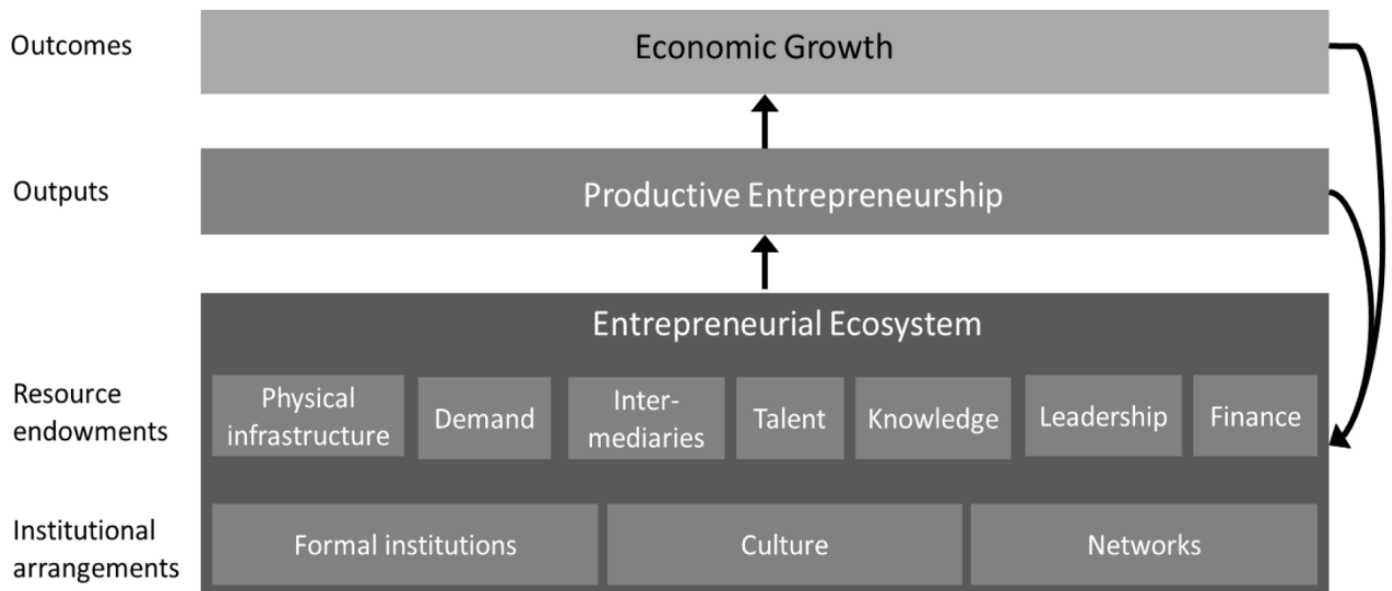 Outcomes
Economic Growth
Outputs
Productive Entrepreneurship
Entrepreneurial Ecosystem
Resource
endowments
Physical
infrastructure
Demand
Inter-
mediaries
Talent
Knowledge
Leadership
Finance
Institutional
arrangements
Formal institutions
Culture
Networks